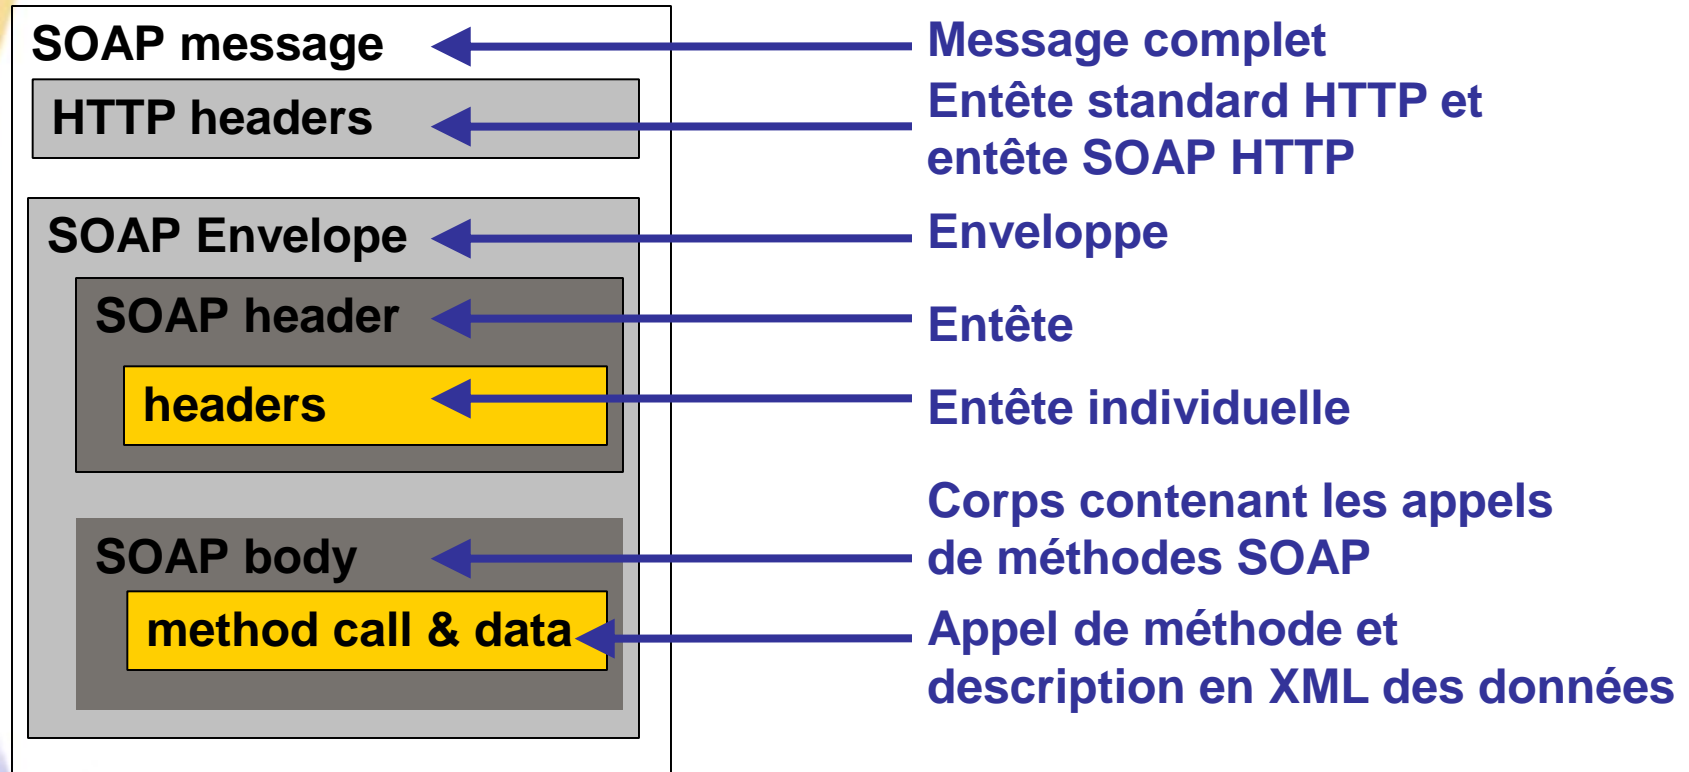 SOAP message
Message complet
HTTP headers
Entête standard HTTP et
entête SOAP HTTP
SOAP Envelope
Enveloppe
SOAP header
Entête
headers
Entête individuelle
SOAP body
Corps contenant les appels
de méthodes SOAP
method call & data
Appel de méthode et
description en XML des données